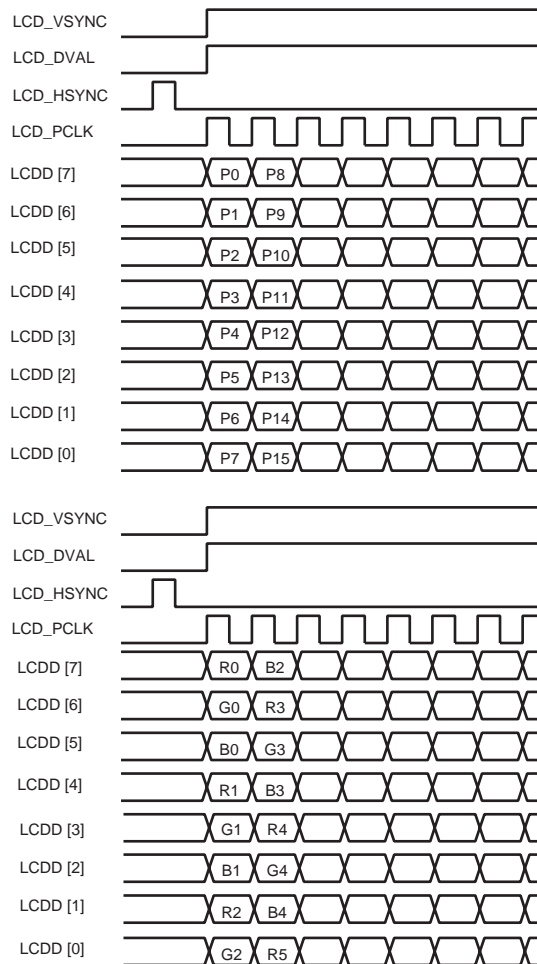 LCD_VSYNC
LCD_DVAL
LCD_HSYNC
LCD_PCLK
LCDD [7] P0 P8
LCDD [6] P1 P9
LCDD [5] P2 P10
LCDD [4] P3 P11
LCDD [3] P4 P12
LCDD [2] P5 P13
LCDD [1] P6 P14
LCDD [0] P7 P15
LCD_VSYNC
LCD_DVAL
LCD_HSYNC
LCD_PCLK
LCDD [7] R0 B2
LCDD [6] G0 R3
LCDD [5] B0 G3
LCDD [4] R1 B3
LCDD [3] G1 R4
LCDD [2] B1 G4
LCDD [1] R2 B4
LCDD [0] G2 R5